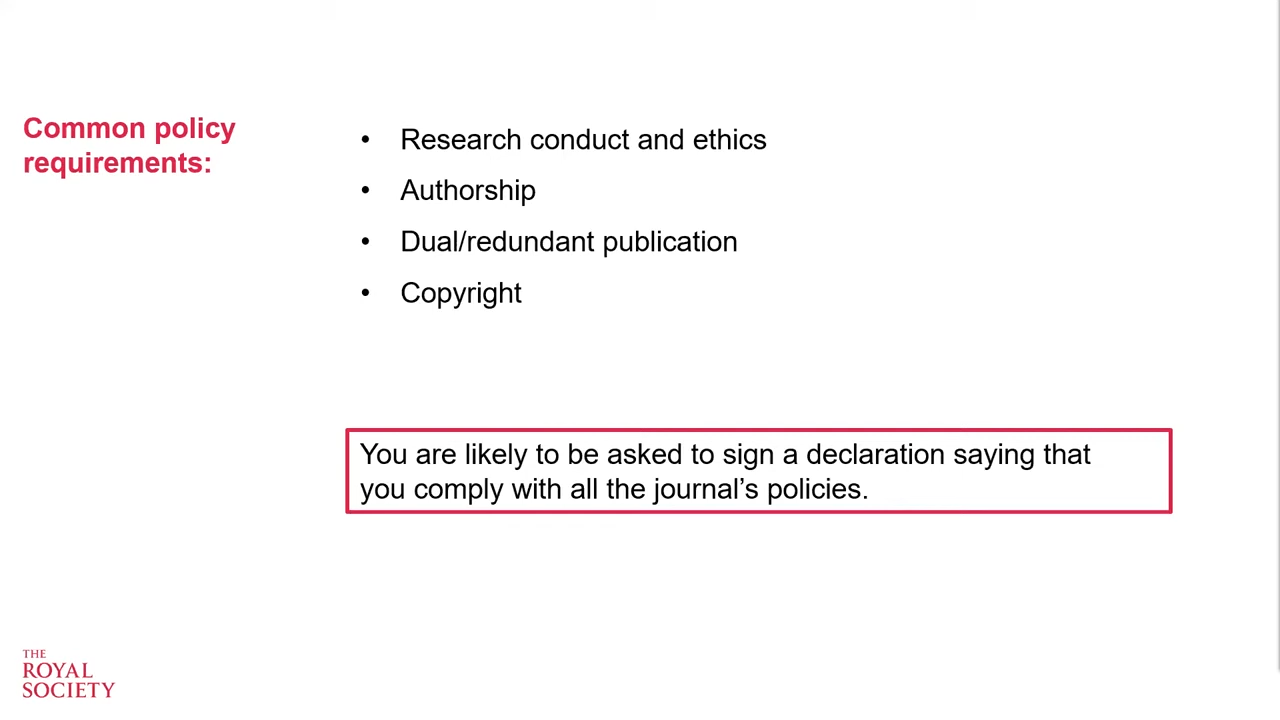 Common policy
requirements:
• Research conduct and ethics
• Authorship
• Dual/redundant publication
• Copyright
You are likely to be asked to sign a declaration saying that
you comply with all the journal’s policies.
THE
ROYAL
SOCIETY